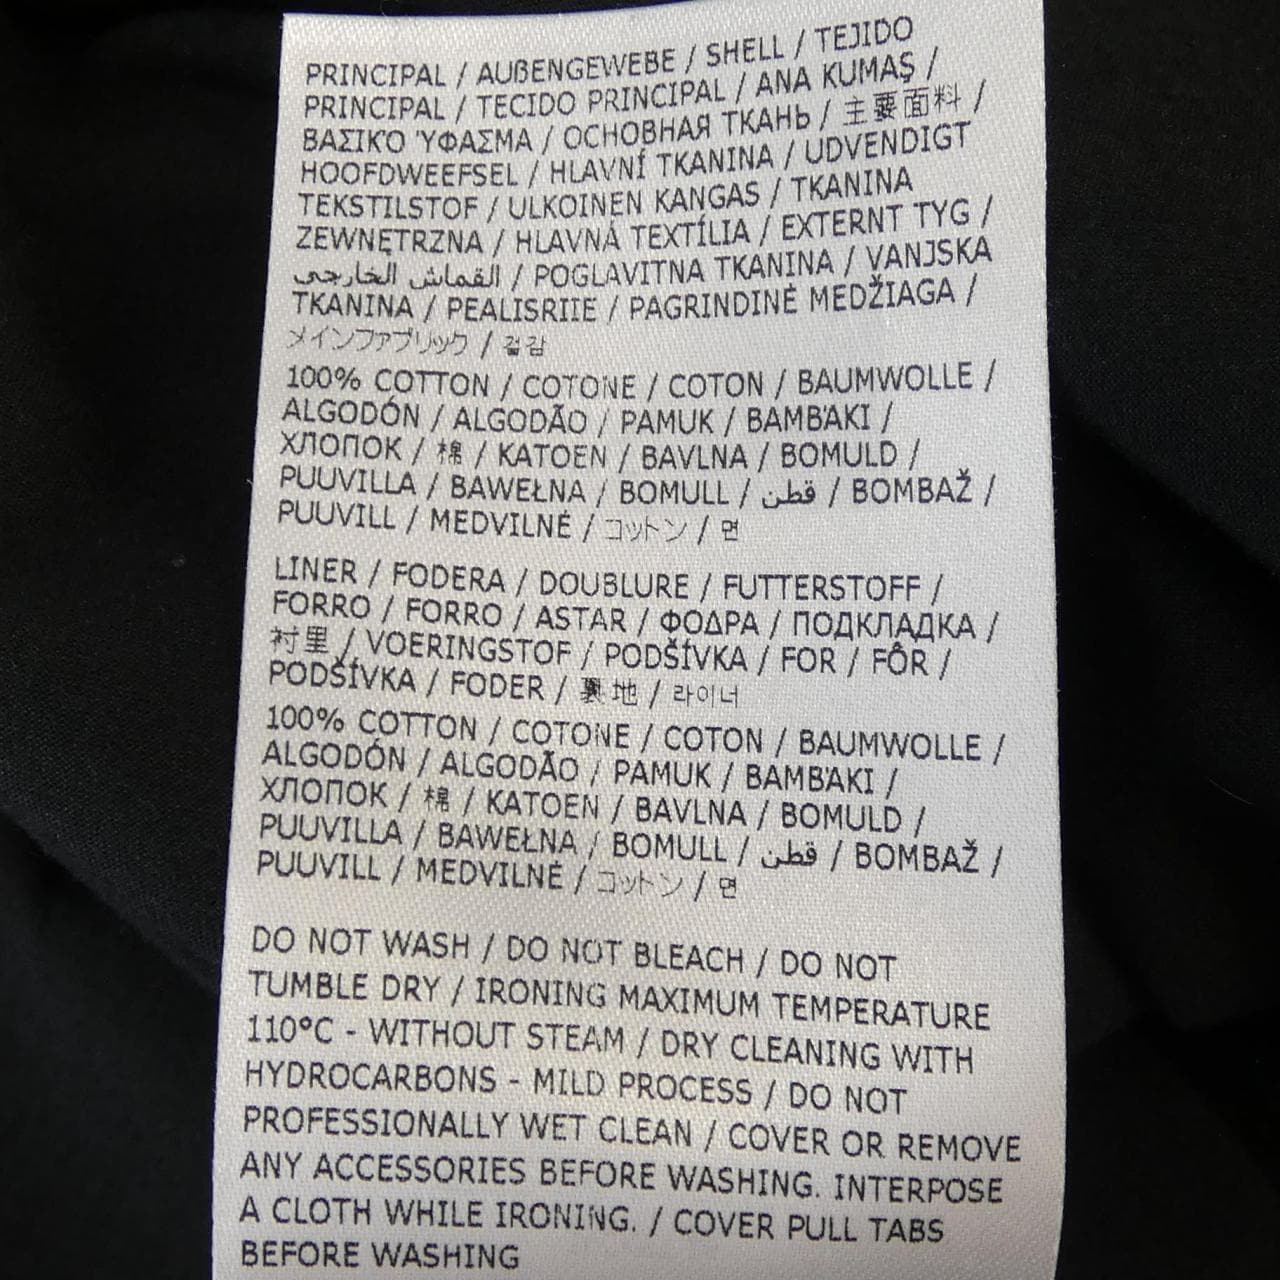 PRINCIPAL / AUßENGEWEBE / SHELL / TEJIDO
PRINCIPAL / TECIDO PRINCIPAL / ANA KUMAŞ /
ΒΑΣΙΚΌ ΎΦΑΣΜΑ / ОСНОВНАЯ ТКАНЬ / 主要面料 /
HOOFDWEEFSEL / HLAVNÍ TKANINA / UDVENDIGT
TEKSTILSTOF / ULKOINEN KANGAS / TKANINA
ZEWNĘTRZNA / HLAVNÁ TEXTÍLIA / EXTERNT TYG /
القماش الخارجي / POGLAVITNA TKANINA / VANJSKA
TKANINA / PEALISRIIE / PAGRINDINĖ MEDŽIAGA /
メインファブリック / 겉감
100% COTTON / COTONE / COTON / BAUMWOLLE /
ALGODÓN / ALGODÃO / PAMUK / ΒΑΜΒΆΚΙ /
ХЛОПОК / 棉 / KATOEN / BAVLNA / BOMULD /
PUUVILLA / BAWEŁNA / BOMULL / قطن / BOMBAŽ /
PUUVILL / MEDVILNĖ / コットン / 면
LINER / FODERA / DOUBLURE / FUTTERSTOFF /
FORRO / FORRO / ASTAR / ΦΟΔΡΑ / ПОДКЛАДКА /
衬里 / VOERINGSTOF / PODŠÍVKA / FOR / FÔR /
PODŠÍVKA / FODER / 裏地 / 라이너
100% COTTON / COTONE / COTON / BAUMWOLLE /
ALGODÓN / ALGODÃO / PAMUK / ΒΑΜΒΆΚΙ /
ХЛОПОК / 棉 / KATOEN / BAVLNA / BOMULD /
PUUVILLA / BAWEŁNA / BOMULL / قطن / BOMBAŽ /
PUUVILL / MEDVILNĖ / コットン / 면
DO NOT WASH / DO NOT BLEACH / DO NOT
TUMBLE DRY / IRONING MAXIMUM TEMPERATURE
110°C - WITHOUT STEAM / DRY CLEANING WITH
HYDROCARBONS - MILD PROCESS / DO NOT
PROFESSIONALLY WET CLEAN / COVER OR REMOVE
ANY ACCESSORIES BEFORE WASHING. INTERPOSE
A CLOTH WHILE IRONING. / COVER PULL TABS
BEFORE WASHING